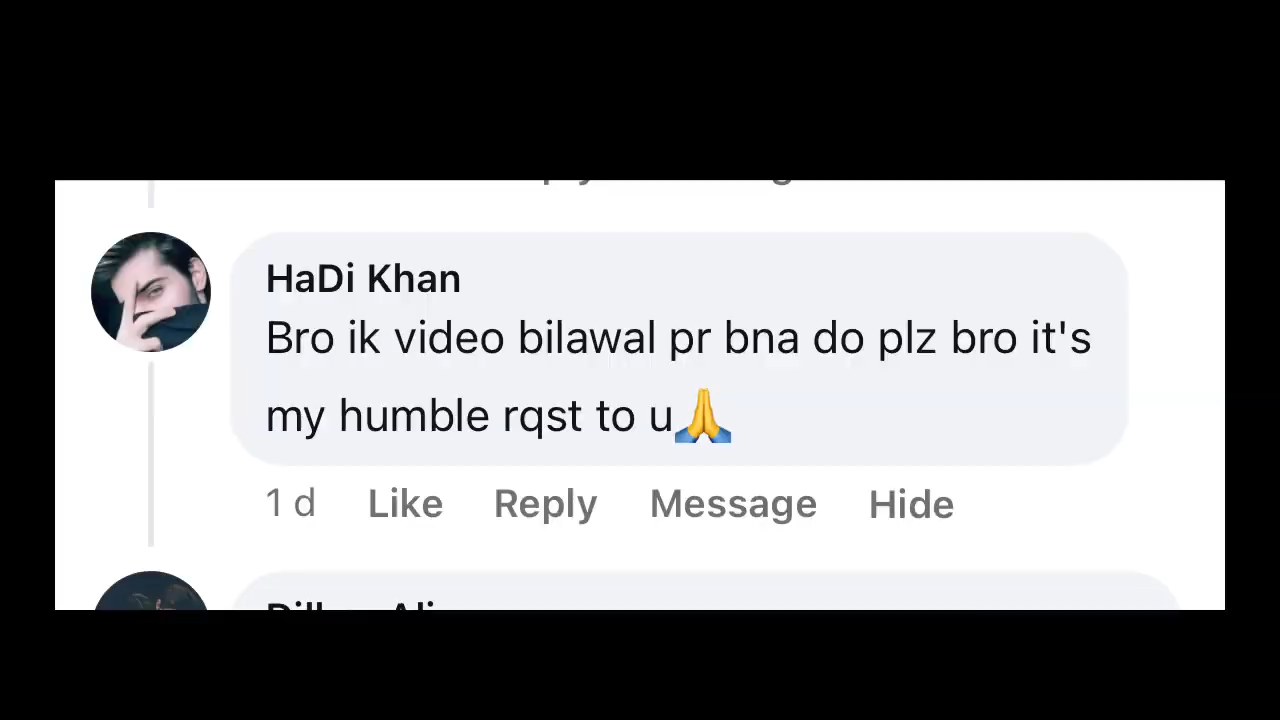 HaDi Khan
Bro ik video bilawal pr bna do plz bro it's
my humble rqst to u🙏
1 d Like Reply Message Hide